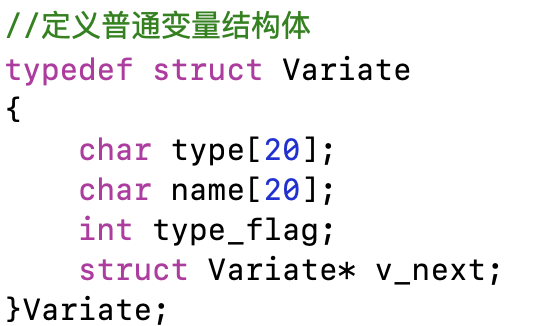 //定义普通变量结构体
typedef struct Variate
{
    char type[20];
    char name[20];
    int type_flag;
    struct Variate* v_next;
}Variate;